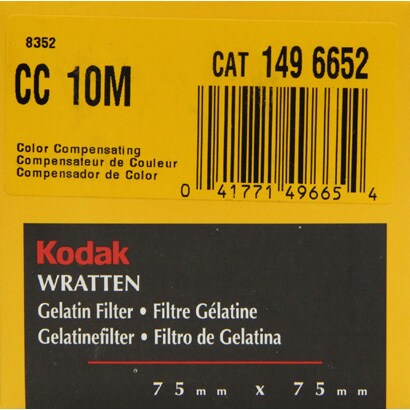 8352
CC 10M
CAT 149 6652
Color Compensating
Compensateur de Couleur
Compensador de Color
0 41771 49665 4
Kodak
WRATTEN
Gelatin Filter • Filtre Gélatine
Gelatinefilter • Filtro de Gelatina
75mm x 75mm